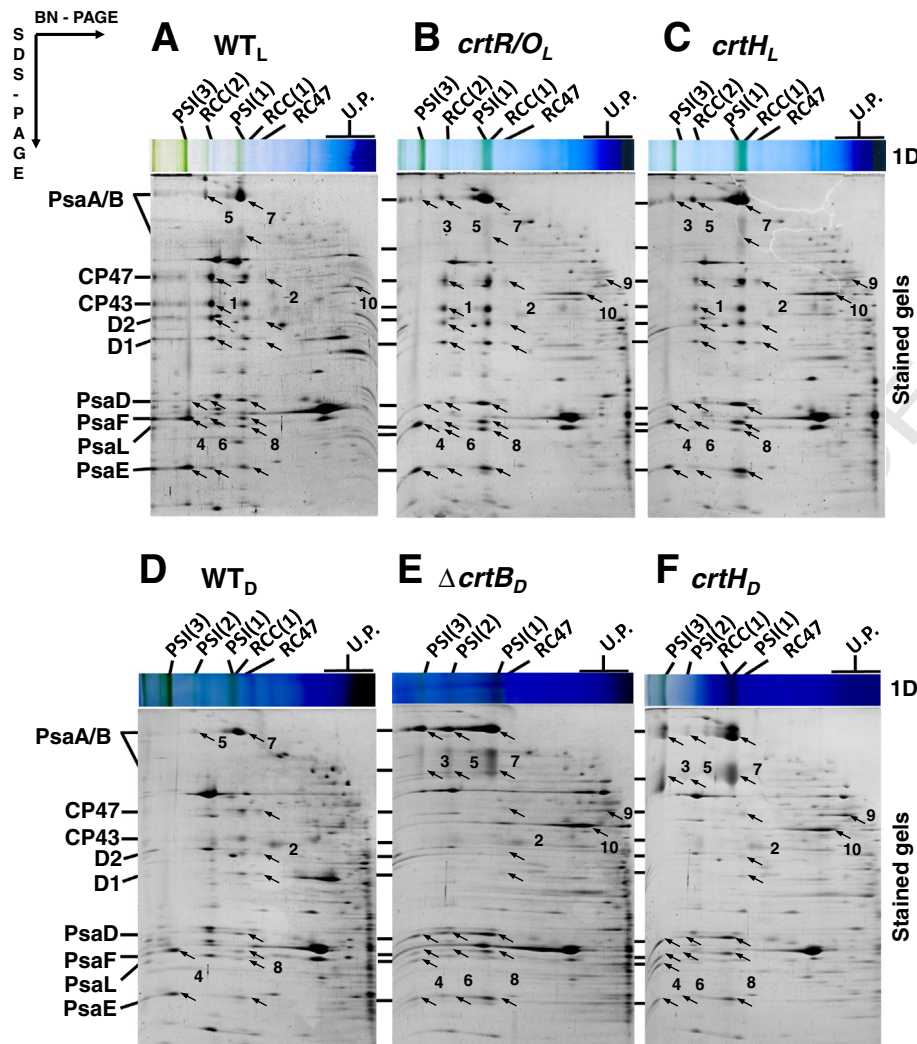 BN - PAGE
SDS-PAGE
A WT_L
B crtR/O_L
C crtH_L
PSI(3) RCC(2) PSI(1) RCC(1) RC47 U.P.
PSI(3) RCC(2) PSI(1) RCC(1) RC47 U.P.
PSI(3) RCC(2) PSI(1) RCC(1) RC47 U.P.
1D
PsaA/B
5 7 3 5 7 3 5 7
CP47
9 9
CP43
1 2 10 1 2 10 1 2 10
D2
D1
Stained gels
PsaD
PsaF
PsaL
4 6 8 4 6 8 4 6 8
PsaE
D WT_D
E ΔcrtB_D
F crtH_D
PSI(3) PSI(2) PSI(1) RCC(1) RC47 U.P.
PSI(3) PSI(2) PSI(1) RC47 U.P.
PSI(3) PSI(2) RCC(1) PSI(1) RC47 U.P.
1D
PsaA/B
5 7 3 5 7 3 5 7
CP47
9 9
CP43
2 2 10 2 10
D2
D1
Stained gels
PsaD
PsaF
PsaL
4 8 4 6 8 4 6 8
PsaE